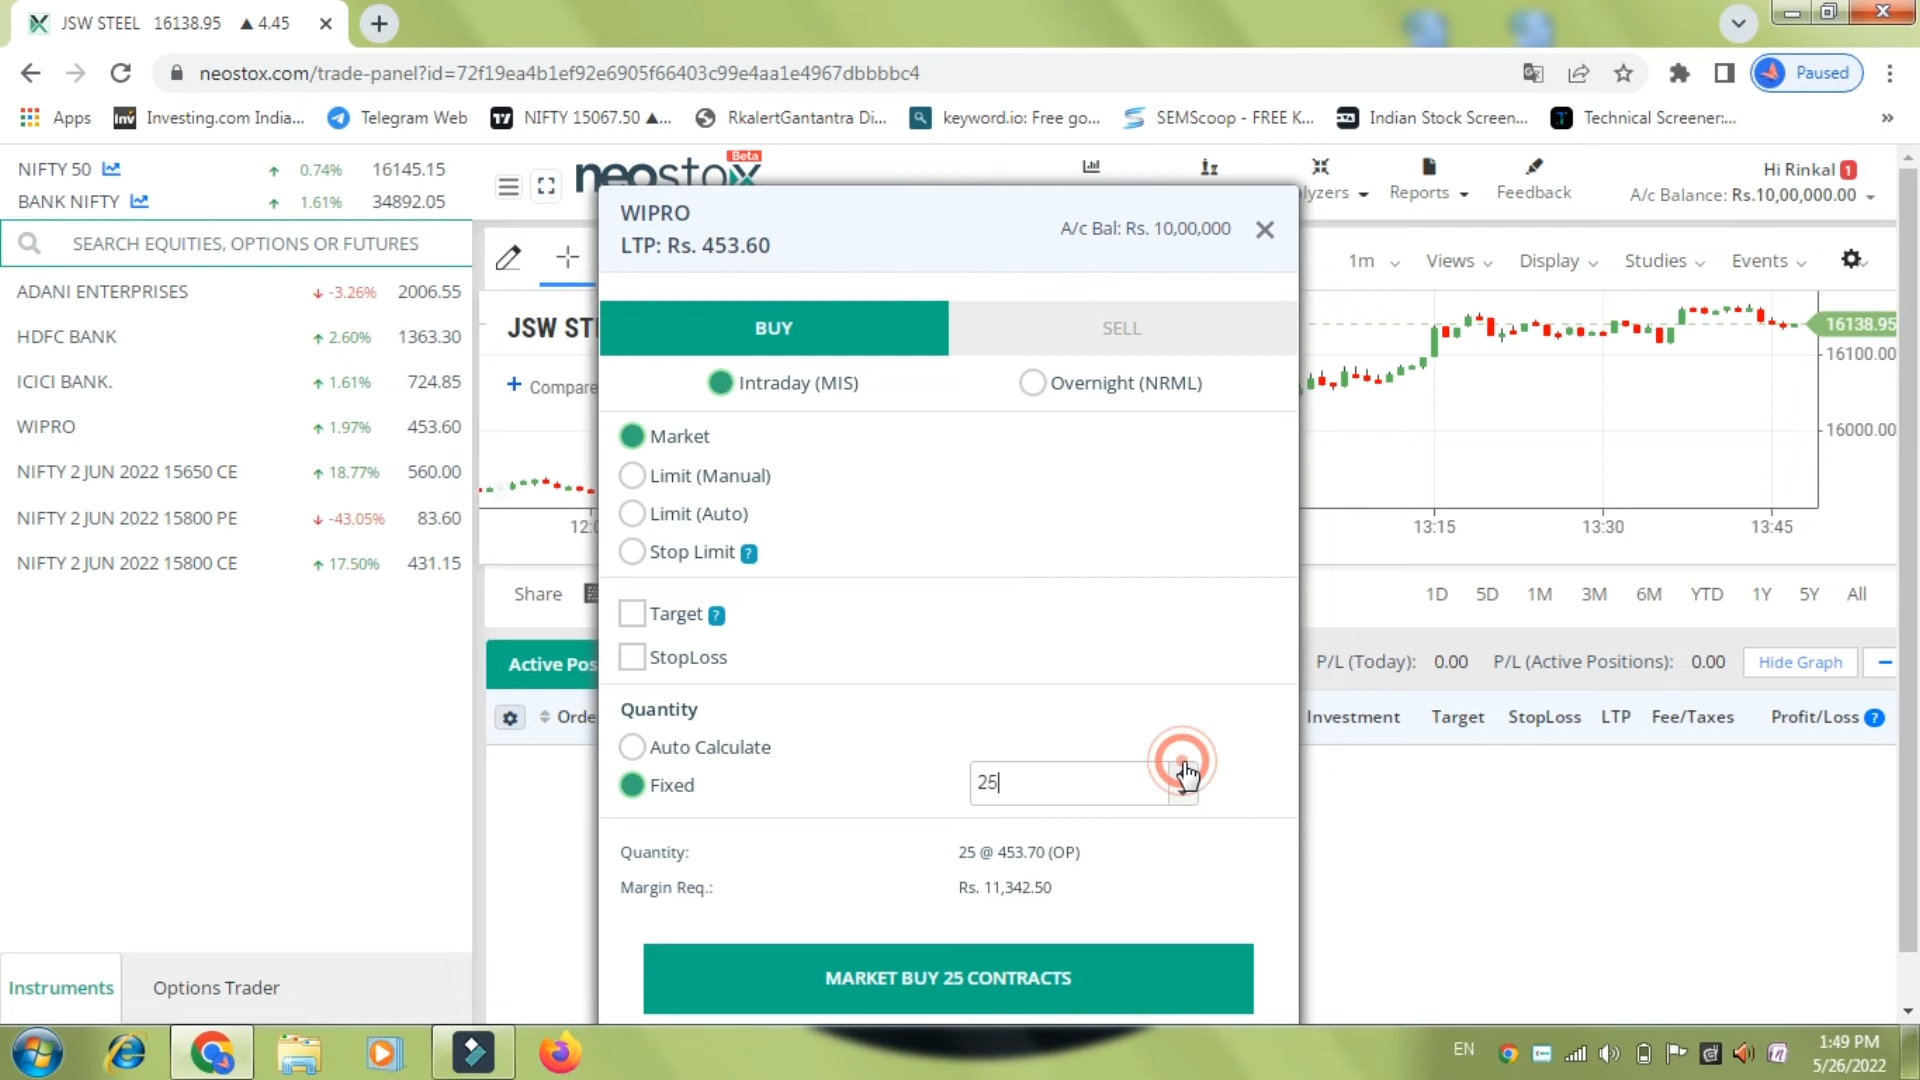 JSW STEEL 16138.95 ▲ 4.45
neostox.com/trade-panel?id=72f19ea4b1ef92e6905f66403c99e4aa1e4967dbbbbc4
Paused
Apps
Investing.com India...
Telegram Web
NIFTY 15067.50 ▲...
RkalertGantantra Di...
keyword.io: Free go...
SEMScoop - FREE K...
Indian Stock Screen...
Technical Screener:...
»
NIFTY 50 ↑ 0.74% 16145.15
BANK NIFTY ↑ 1.61% 34892.05
neostox Beta
lyzers
Reports
Feedback
Hi Rinkal 1
A/c Balance: Rs.10,00,000.00
SEARCH EQUITIES, OPTIONS OR FUTURES
ADANI ENTERPRISES ↓ -3.26% 2006.55
HDFC BANK ↑ 2.60% 1363.30
ICICI BANK. ↑ 1.61% 724.85
WIPRO ↑ 1.97% 453.60
NIFTY 2 JUN 2022 15650 CE ↑ 18.77% 560.00
NIFTY 2 JUN 2022 15800 PE ↓ -43.05% 83.60
NIFTY 2 JUN 2022 15800 CE ↑ 17.50% 431.15
Instruments
Options Trader
JSW STE
+ Compare
12:0
Share
Active Pos
Orde
WIPRO
LTP: Rs. 453.60
A/c Bal: Rs. 10,00,000
BUY
SELL
Intraday (MIS)
Overnight (NRML)
Market
Limit (Manual)
Limit (Auto)
Stop Limit ?
Target ?
StopLoss
Quantity
Auto Calculate
Fixed
25
Quantity: 25 @ 453.70 (OP)
Margin Req.: Rs. 11,342.50
MARKET BUY 25 CONTRACTS
1m
Views
Display
Studies
Events
16138.95
16100.00
16000.00
13:15 13:30 13:45
1D 5D 1M 3M 6M YTD 1Y 5Y All
P/L (Today): 0.00 P/L (Active Positions): 0.00 Hide Graph
Investment Target StopLoss LTP Fee/Taxes Profit/Loss ?
EN
1:49 PM
5/26/2022